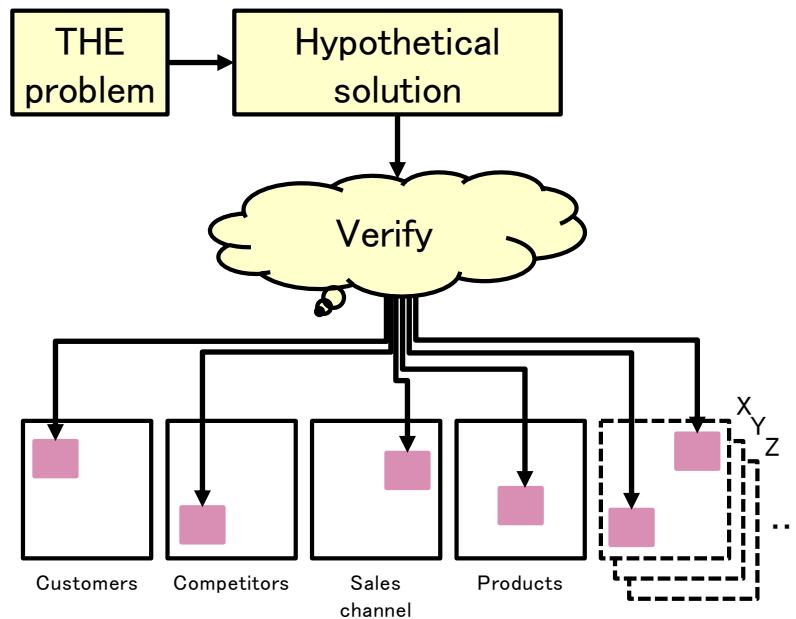 THE
problem
Hypothetical
solution
Verify
X
Y
Z
..
Customers
Competitors
Sales
channel
Products